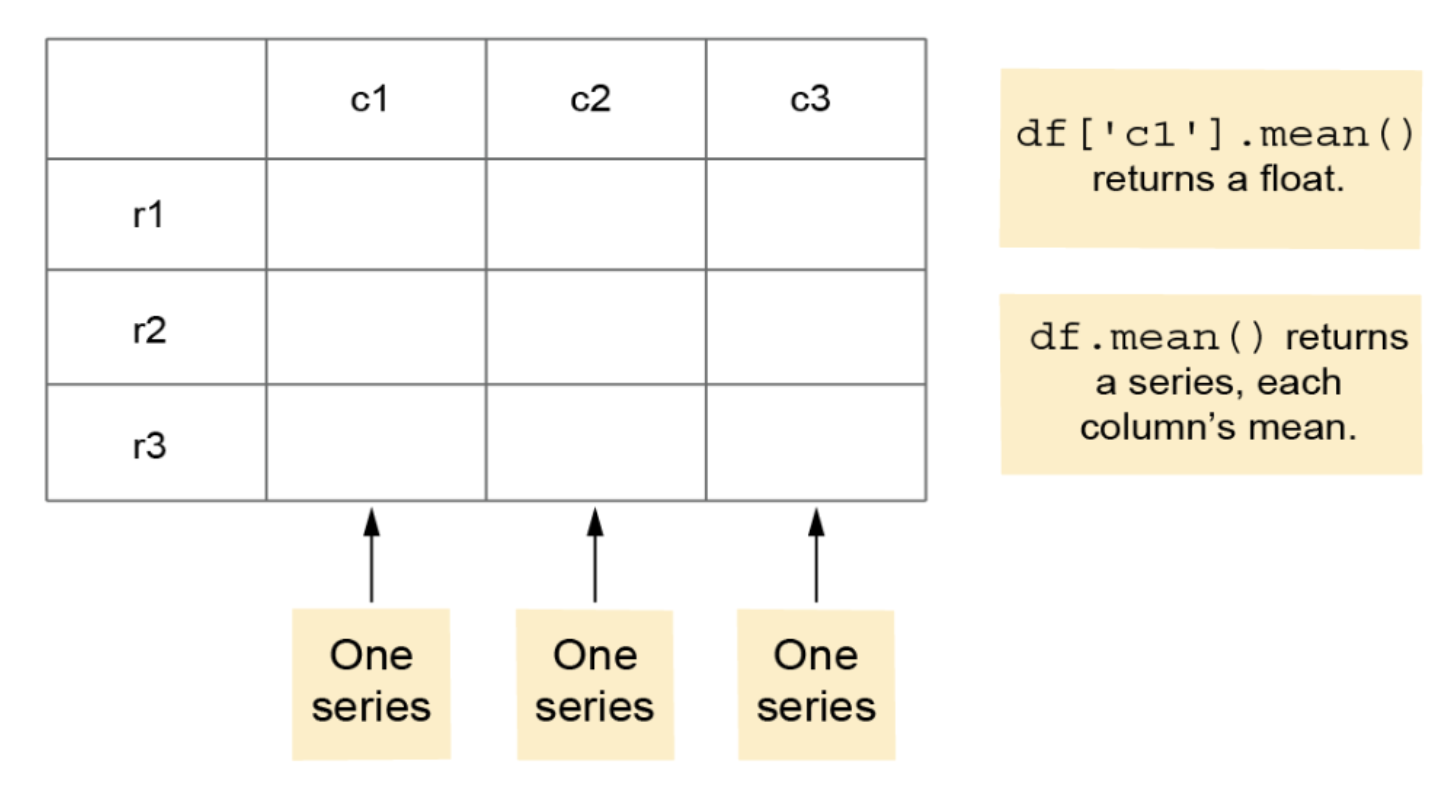 c1 c2 c3
r1
r2
r3
df['c1'].mean()
returns a float.
df.mean() returns
a series, each
column’s mean.
One
series
One
series
One
series